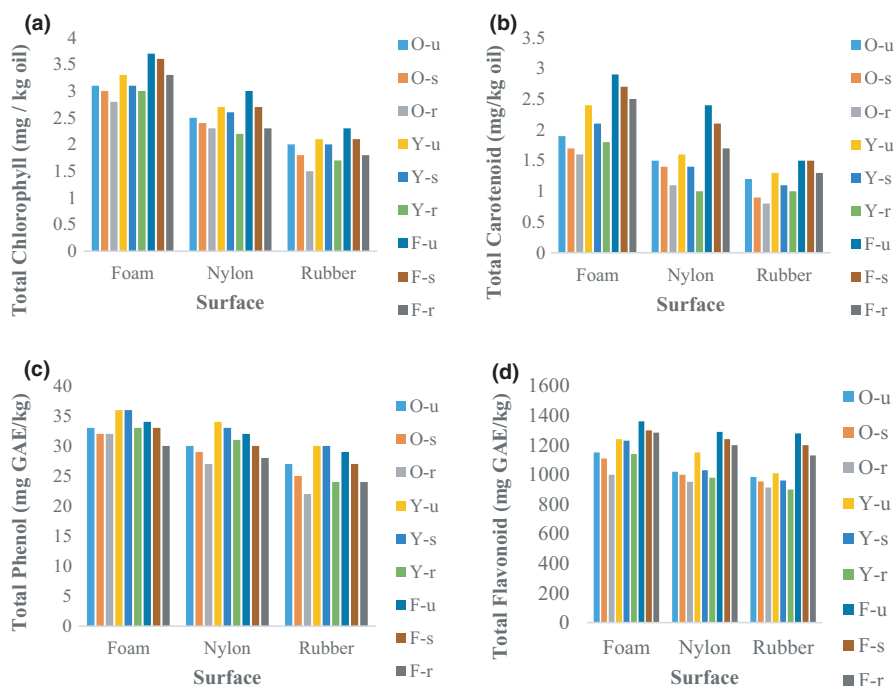 (a)
Total Chlorophyll (mg / kg oil)
4
3.5
3
2.5
2
1.5
1
0.5
0
Foam Nylon Rubber
Surface
O-u
O-s
O-r
Y-u
Y-s
Y-r
F-u
F-s
F-r
(b)
Total Carotenoid (mg/kg oil)
3.5
3
2.5
2
1.5
1
0.5
0
Foam Nylon Rubber
Surface
O-u
O-s
O-r
Y-u
Y-s
Y-r
F-u
F-s
F-r
(c)
Total Phenol (mg GAE/kg)
40
35
30
25
20
15
10
5
0
Foam Nylon Rubber
Surface
O-u
O-s
O-r
Y-u
Y-s
Y-r
F-u
F-s
F-r
(d)
Total Flavonoid (mg GAE/kg)
1600
1400
1200
1000
800
600
400
200
0
Foam Nylon Rubber
Surface
O-u
O-s
O-r
Y-u
Y-s
Y-r
F-u
F-s
F-r